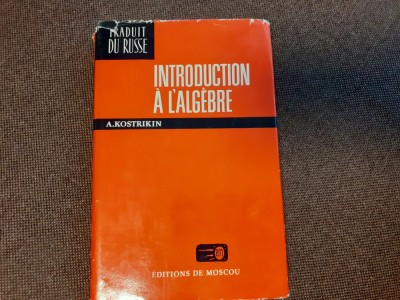 TRADUIT
DU RUSSE
INTRODUCTION
À L'ALGÈBRE
A.KOSTRIKIN
ÉDITIONS DE MOSCOU